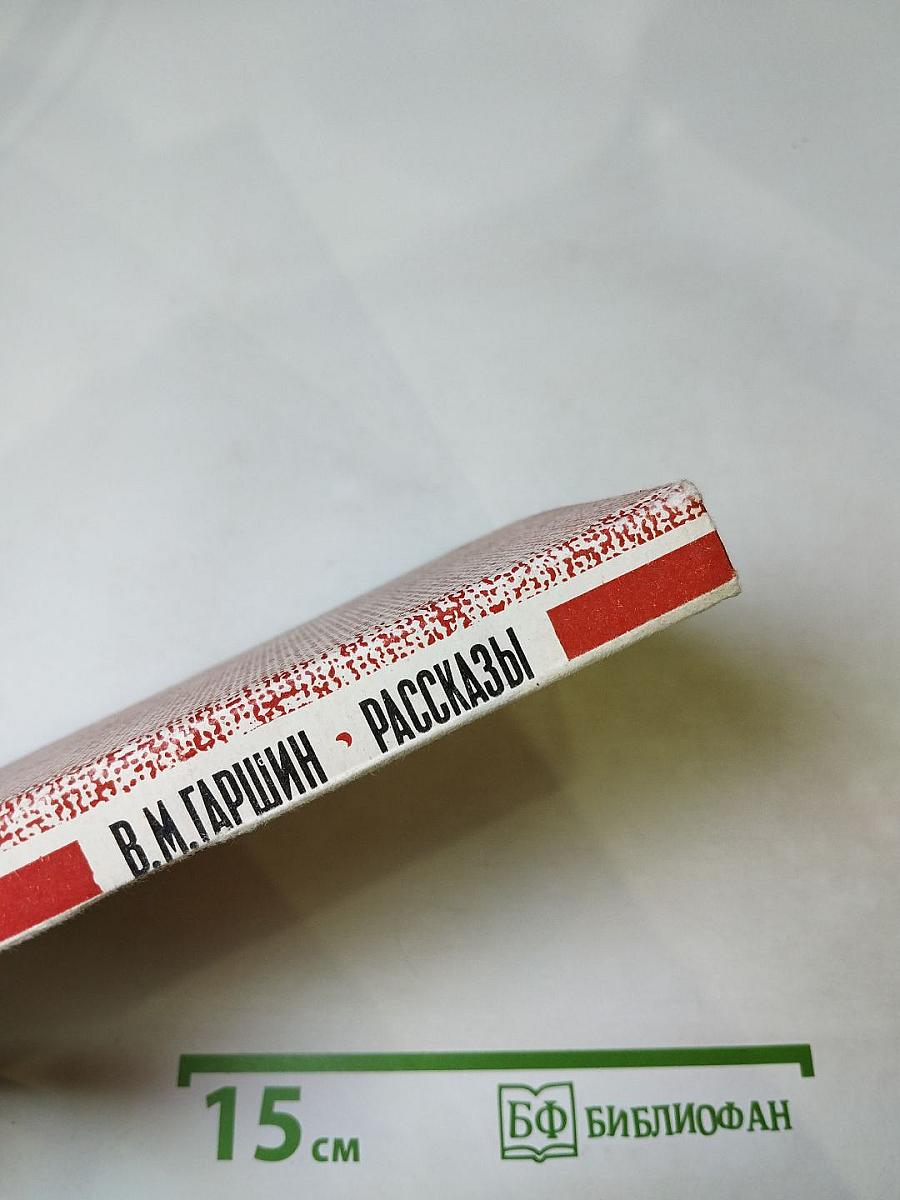 В.М.ГАРШИН • РАССКАЗЫ
15 см
БФ БИБЛИОФАН